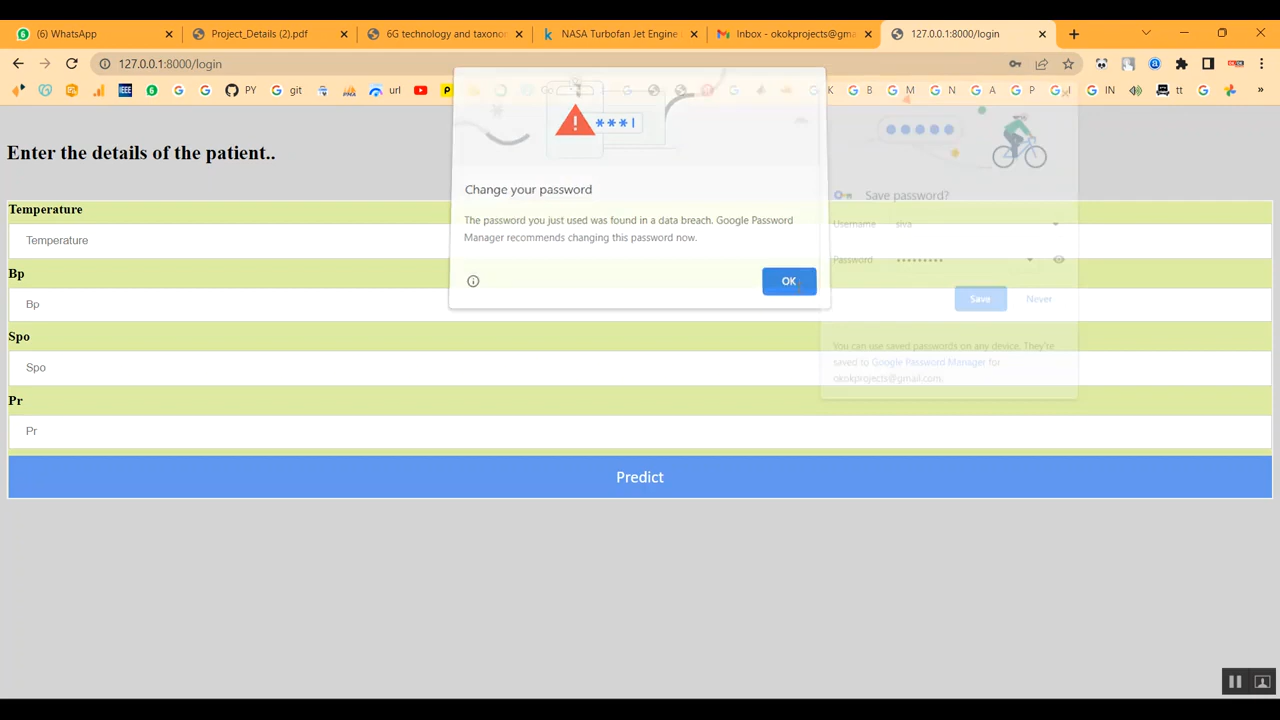 (6) WhatsApp
Project_Details (2).pdf
6G technology and taxonom
NASA Turbofan Jet Engine
Inbox - okokprojects@gma
127.0.0.1:8000/login
127.0.0.1:8000/login
IEEE PY git url K B M N A P I IN tt »
Enter the details of the patient..
Temperature
Temperature
Bp
Bp
Spo
Spo
Pr
Pr
Predict
***|
Change your password
The password you just used was found in a data breach. Google Password
Manager recommends changing this password now.
OK
Save password?
Username siva
Password •••••••••
Save Never
You can use saved passwords on any device. They're
saved to Google Password Manager for
okokprojects@gmail.com.